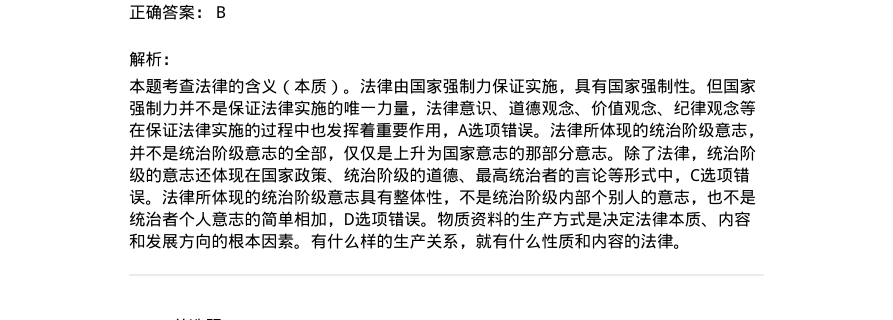 正确答案： B
解析：
本题考查法律的含义（本质）。法律由国家强制力保证实施，具有国家强制性。但国家
强制力并不是保证法律实施的唯一力量，法律意识、道德观念、价值观念、纪律观念等
在保证法律实施的过程中也发挥着重要作用，A选项错误。法律所体现的统治阶级意志，
并不是统治阶级意志的全部，仅仅是上升为国家意志的那部分意志。除了法律，统治阶
级的意志还体现在国家政策、统治阶级的道德、最高统治者的言论等形式中，C选项错
误。法律所体现的统治阶级意志具有整体性，不是统治阶级内部个别人的意志，也不是
统治者个人意志的简单相加，D选项错误。物质资料的生产方式是决定法律本质、内容
和发展方向的根本因素。有什么样的生产关系，就有什么性质和内容的法律。